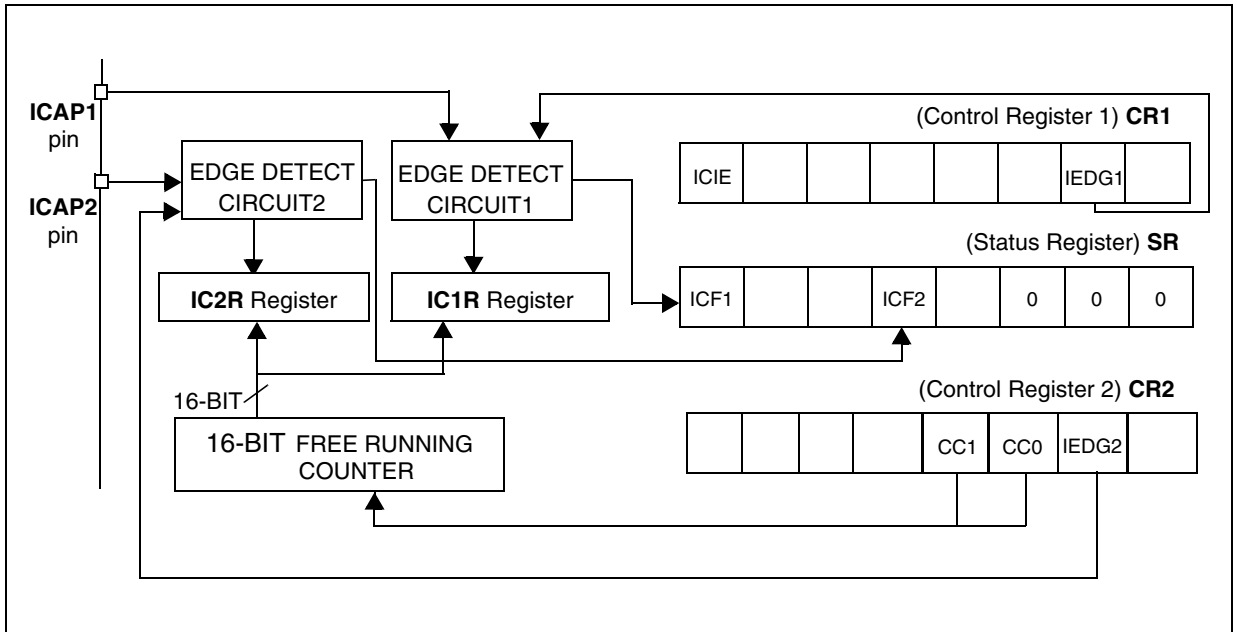 ICAP1
pin
ICAP2
pin
EDGE DETECT
CIRCUIT2
EDGE DETECT
CIRCUIT1
IC2R Register
IC1R Register
16-BIT
16-BIT FREE RUNNING
COUNTER
(Control Register 1) CR1
ICIE IEDG1
(Status Register) SR
ICF1 ICF2 0 0 0
(Control Register 2) CR2
CC1 CC0 IEDG2